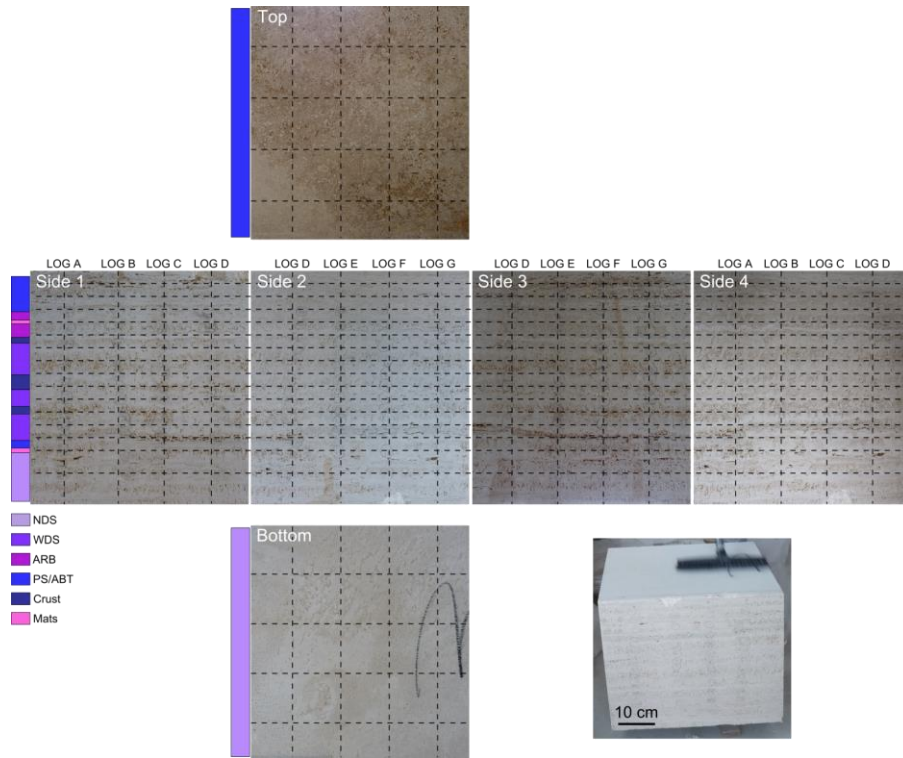 Top
LOG A LOG B LOG C LOG D
LOG D LOG E LOG F LOG G
LOG D LOG E LOG F LOG G
LOG A LOG B LOG C LOG D
Side 1
Side 2
Side 3
Side 4
NDS
WDS
ARB
PS/ABT
Crust
Mats
Bottom
10 cm